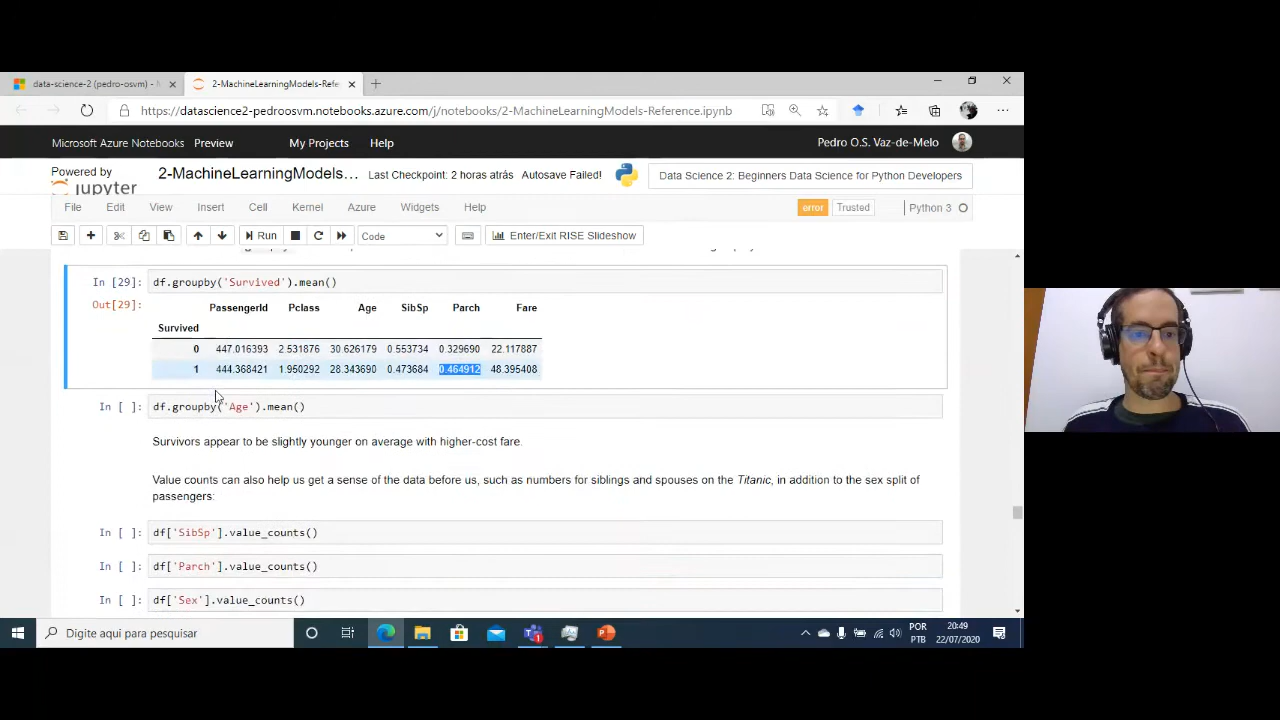 data-science-2 (pedro-osvm) -
2-MachineLearningModels-Refe
https://datascience2-pedroosvm.notebooks.azure.com/j/notebooks/2-MachineLearningModels-Reference.ipynb
Microsoft Azure Notebooks Preview My Projects Help Pedro O.S. Vaz-de-Melo
Powered by
jupyter 2-MachineLearningModels... Last Checkpoint: 2 horas atrás Autosave Failed! Data Science 2: Beginners Data Science for Python Developers
File Edit View Insert Cell Kernel Azure Widgets Help error Trusted Python 3
Run Code Enter/Exit RISE Slideshow
In [29]: df.groupby('Survived').mean()
Out[29]: PassengerId Pclass Age SibSp Parch Fare
Survived
0 447.016393 2.531876 30.626179 0.553734 0.329690 22.117887
1 444.368421 1.950292 28.343690 0.473684 0.464912 48.395408
In [ ]: df.groupby('Age').mean()
Survivors appear to be slightly younger on average with higher-cost fare.
Value counts can also help us get a sense of the data before us, such as numbers for siblings and spouses on the Titanic, in addition to the sex split of
passengers:
In [ ]: df['SibSp'].value_counts()
In [ ]: df['Parch'].value_counts()
In [ ]: df['Sex'].value_counts()
Digite aqui para pesquisar
POR 20:49
PTB 22/07/2020